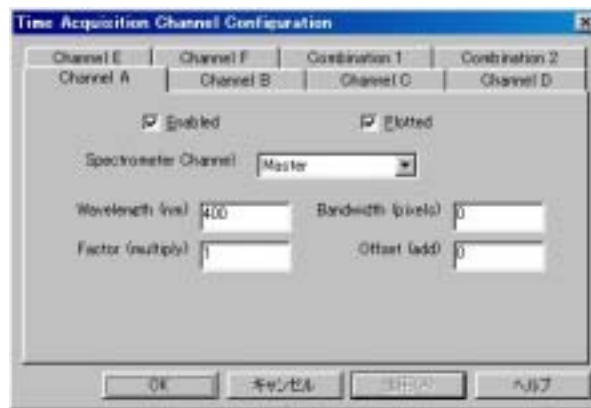 Time Acquisition Channel Configuration
Channel E Channel F Combination 1 Combination 2
Channel A Channel B Channel C Channel D
Enabled Plotted
Spectrometer Channel Master
Wavelength (nm) 400 Bandwidth (pixels) 0
Factor (multiply) 1 Offset (add) 0
OK キャンセル 適用(A) ヘルプ